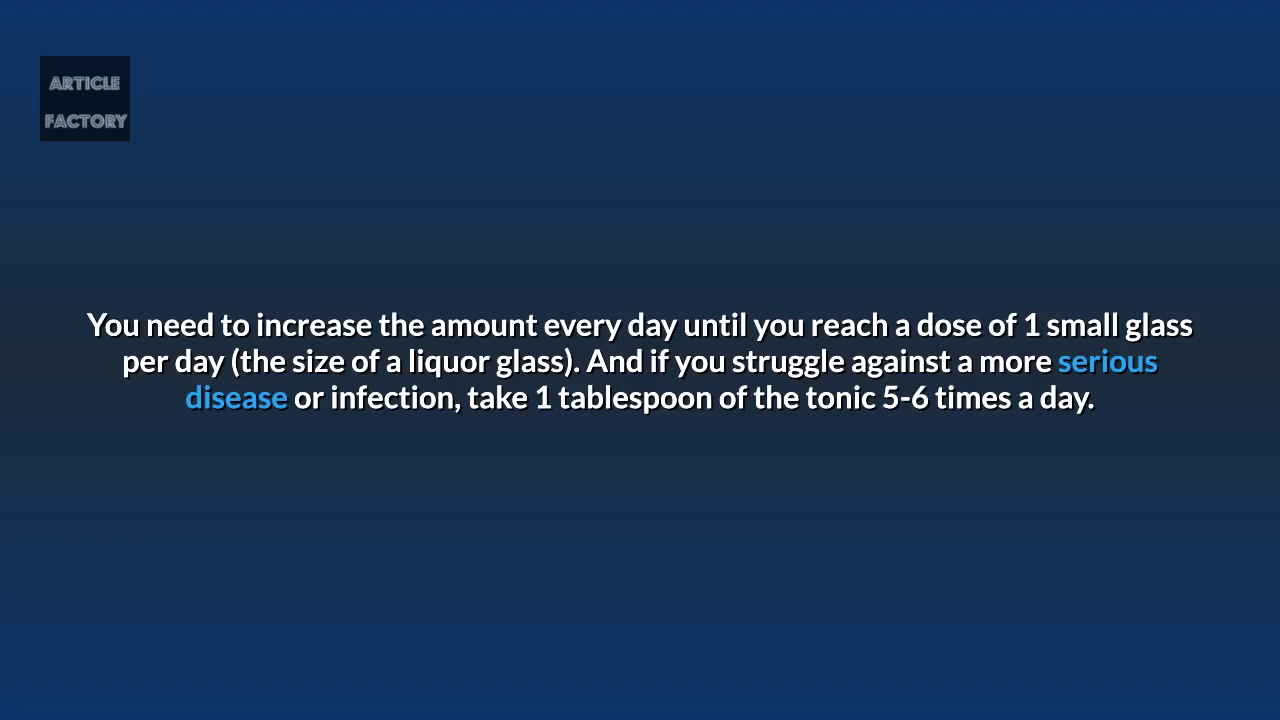 ARTICLE
FACTORY
You need to increase the amount every day until you reach a dose of 1 small glass
per day (the size of a liquor glass). And if you struggle against a more serious
disease or infection, take 1 tablespoon of the tonic 5-6 times a day.